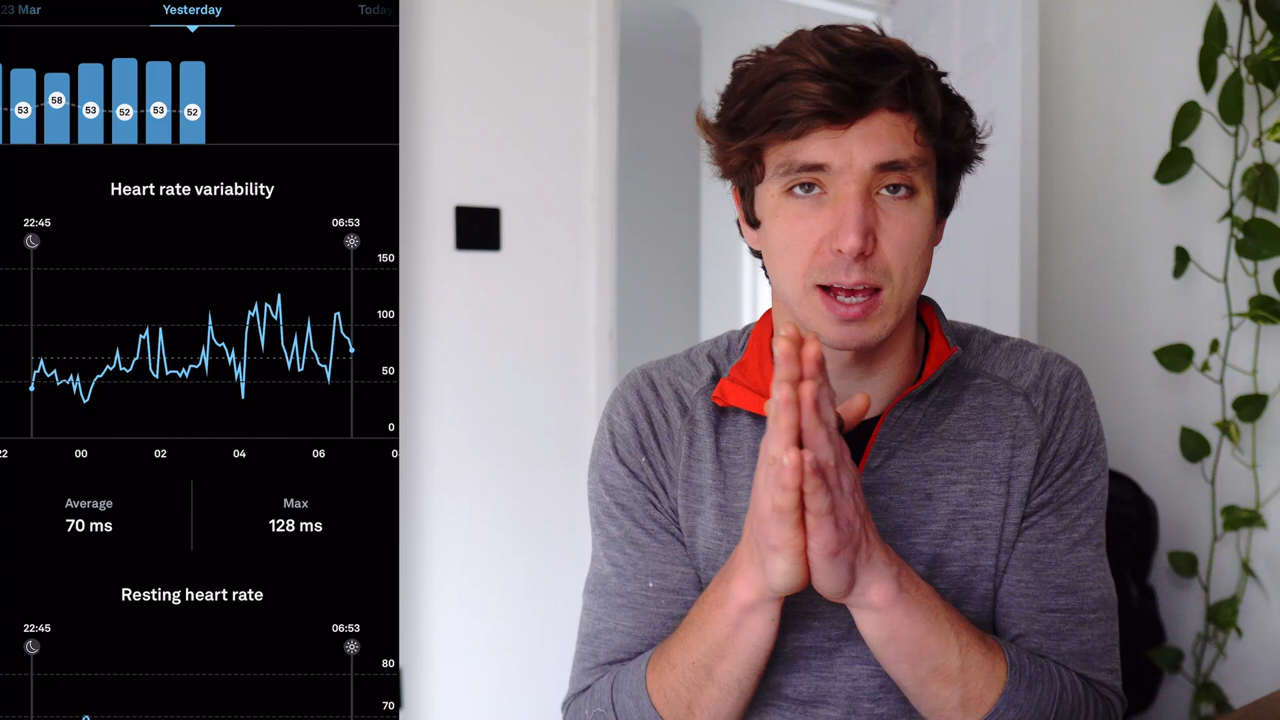 23 Mar Yesterday Today
53 58 53 52 53 52
Heart rate variability
22:45 06:53
150
100
50
0
22 00 02 04 06 0
Average Max
70 ms 128 ms
Resting heart rate
22:45 06:53
80
70